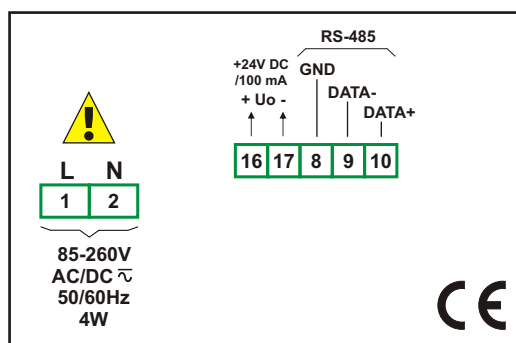 RS-485
+24V DC
/100 mA
GND
+ Uo -
DATA-
DATA+
16 17 8 9 10
!
L N
1 2
85-260V
AC/DC
50/60Hz
4W
CE